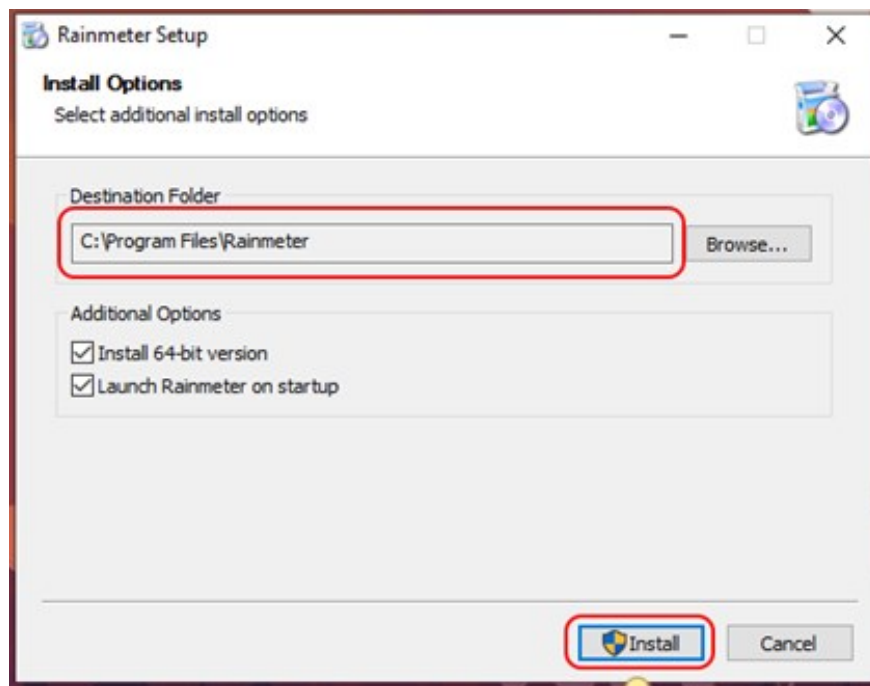 Rainmeter Setup
Install Options
Select additional install options
Destination Folder
C:\Program Files\Rainmeter
Browse...
Additional Options
Install 64-bit version
Launch Rainmeter on startup
Install
Cancel